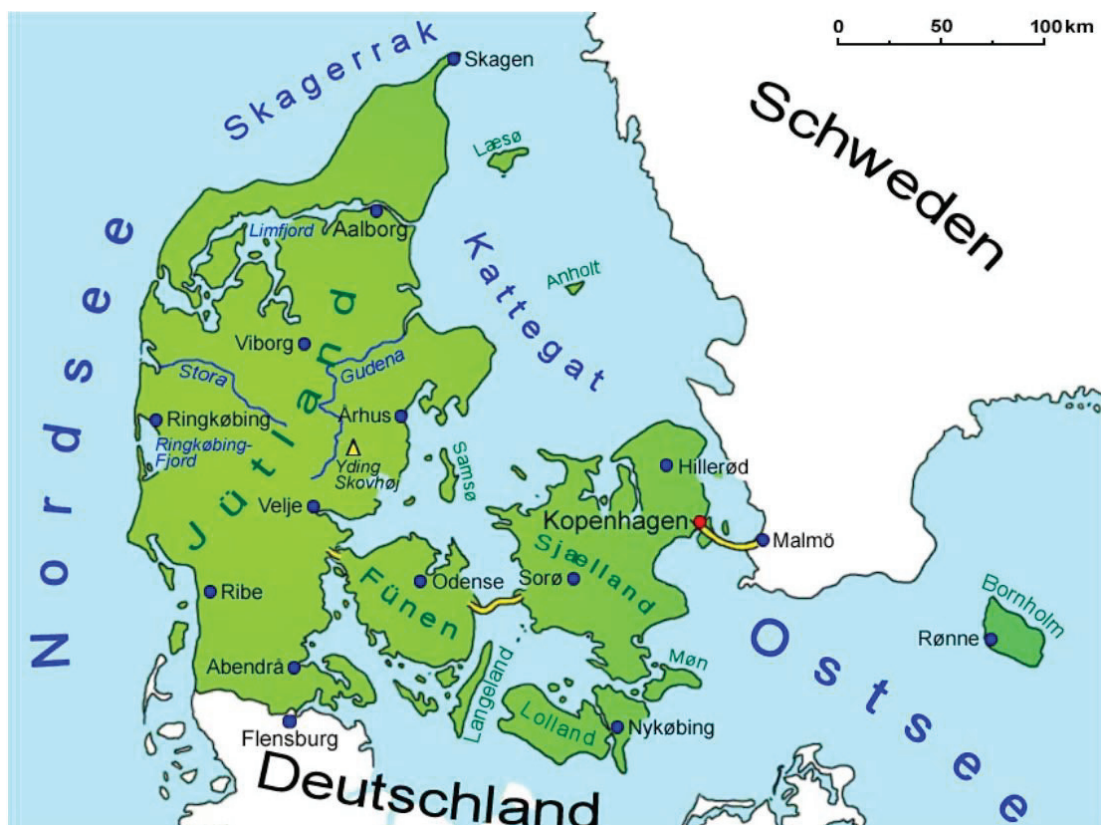 0 50 100 km
Skagerrak
Skagen
Schweden
Læsø
Nordsee
Limfjord
Aalborg
Kattegat
Anholt
Jütland
Viborg
Gudena
Stora
Ringkøbing
Århus
Ringkøbing-
Fjord
Yding
Skovhøj
Samsø
Hillerød
Velje
Kopenhagen
Malmö
Sjælland
Fünen
Odense
Sorø
Ribe
Bornholm
Rønne
Ostsee
Abendrå
Møn
Langeland
Lolland
Nykøbing
Flensburg
Deutschland